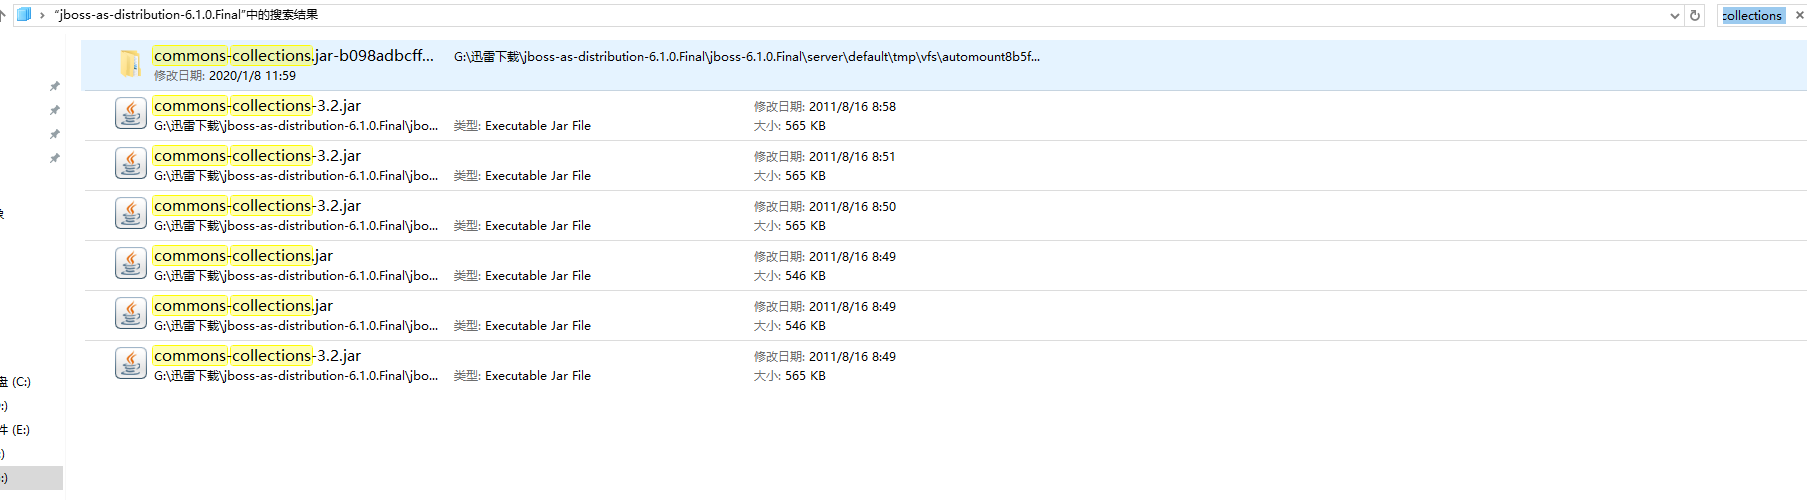 "jboss-as-distribution-6.1.0.Final"中的搜索结果
collections
commons-collections.jar-b098adbcff...
G:\迅雷下载\jboss-as-distribution-6.1.0.Final\jboss-6.1.0.Final\server\default\tmp\vfs\automount8b5f...
修改日期: 2020/1/8 11:59
commons-collections-3.2.jar
修改日期: 2011/8/16 8:58
G:\迅雷下载\jboss-as-distribution-6.1.0.Final\jbo...
类型: Executable Jar File
大小: 565 KB
commons-collections-3.2.jar
修改日期: 2011/8/16 8:51
G:\迅雷下载\jboss-as-distribution-6.1.0.Final\jbo...
类型: Executable Jar File
大小: 565 KB
commons-collections-3.2.jar
修改日期: 2011/8/16 8:50
G:\迅雷下载\jboss-as-distribution-6.1.0.Final\jbo...
类型: Executable Jar File
大小: 565 KB
commons-collections.jar
修改日期: 2011/8/16 8:49
G:\迅雷下载\jboss-as-distribution-6.1.0.Final\jbo...
类型: Executable Jar File
大小: 546 KB
commons-collections.jar
修改日期: 2011/8/16 8:49
G:\迅雷下载\jboss-as-distribution-6.1.0.Final\jbo...
类型: Executable Jar File
大小: 546 KB
commons-collections-3.2.jar
修改日期: 2011/8/16 8:49
G:\迅雷下载\jboss-as-distribution-6.1.0.Final\jbo...
类型: Executable Jar File
大小: 565 KB
盘 (C:)
:)
件 (E:)
:)
:)